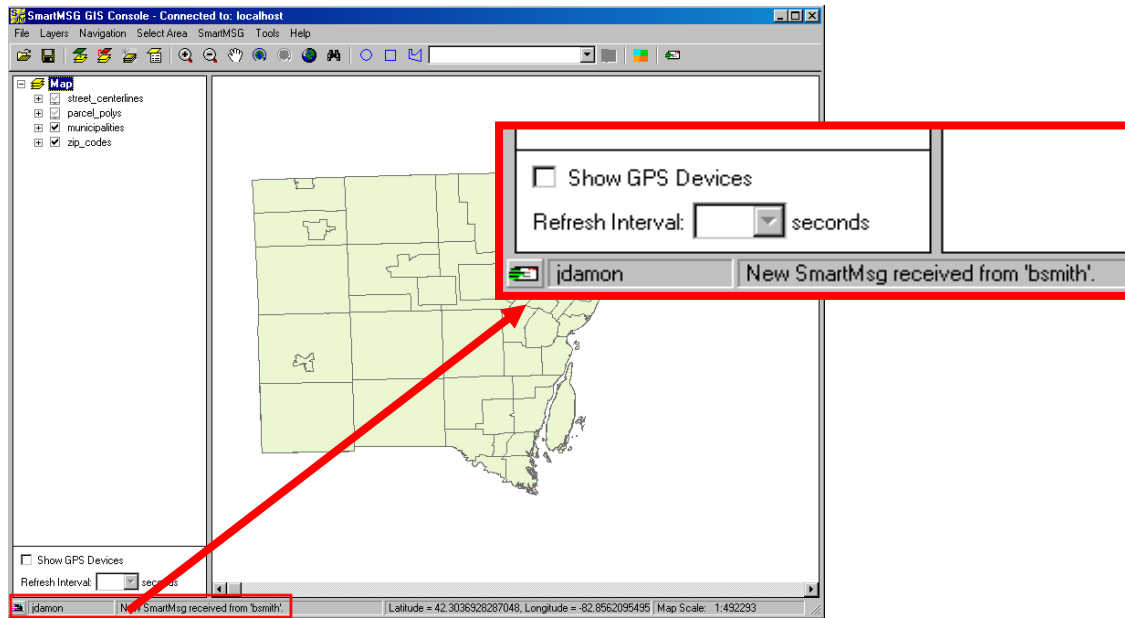 SmartMSG GIS Console - Connected to: localhost
File Layers Navigation Select Area SmartMSG Tools Help
Map
street_centerlines
parcel_polys
municipalities
zip_codes
Show GPS Devices
Refresh Interval: seconds
jdamon New SmartMsg received from 'bsmith'.
Show GPS Devices
Refresh Interval: seconds
jdamon New SmartMsg received from 'bsmith'. Latitude = 42.3036928287048, Longitude = -82.8562095495 Map Scale: 1:492293